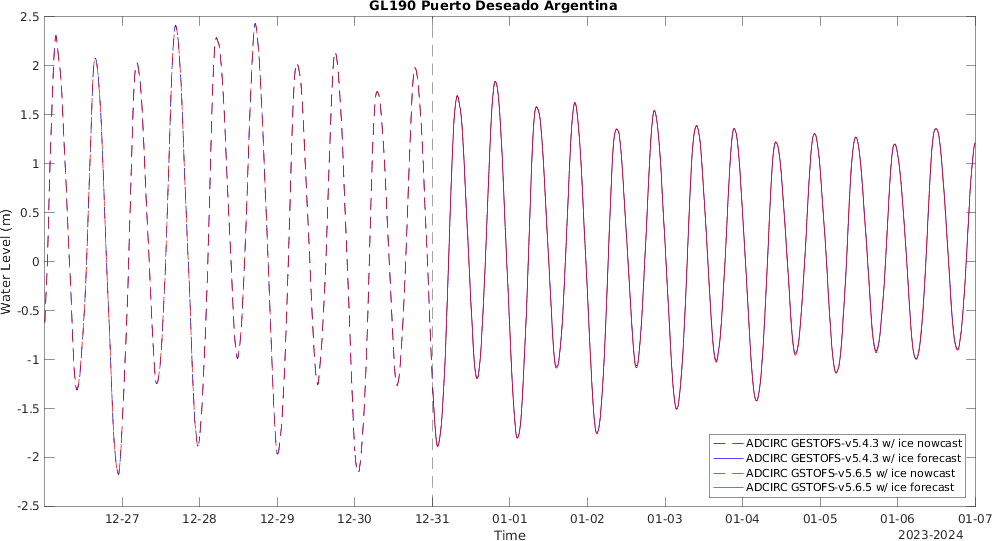 GL190 Puerto Deseado Argentina
2.5
2
1.5
1
0.5
0
-0.5
-1
-1.5
-2
-2.5
Water Level (m)
12-27 12-28 12-29 12-30 12-31 01-01 01-02 01-03 01-04 01-05 01-06 01-07
Time
2023-2024
ADCIRC GESTOFS-v5.4.3 w/ ice nowcast
ADCIRC GESTOFS-v5.4.3 w/ ice forecast
ADCIRC GSTOFS-v5.6.5 w/ ice nowcast
ADCIRC GSTOFS-v5.6.5 w/ ice forecast